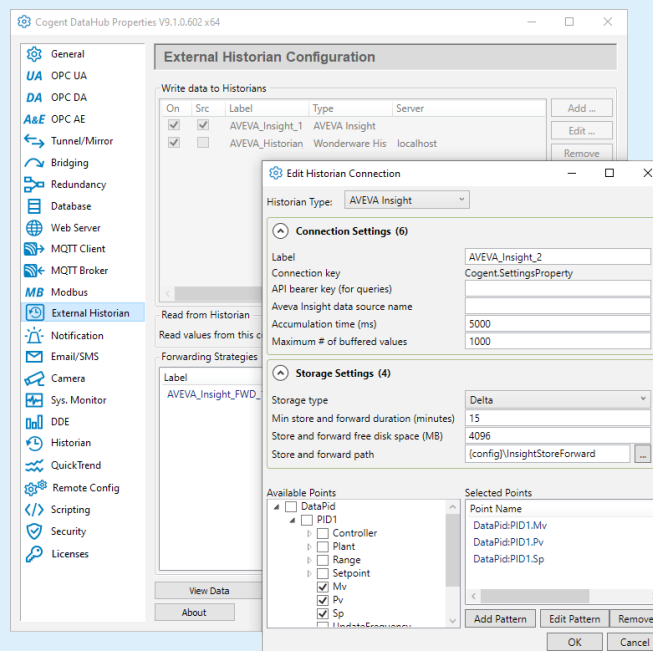 Cogent DataHub Properties V9.1.0.602 x64
General
UA OPC UA
DA OPC DA
A&E OPC AE
Tunnel/Mirror
Bridging
Redundancy
Database
Web Server
MQTT Client
MQTT Broker
MB Modbus
External Historian
Notification
Email/SMS
Camera
Sys. Monitor
DDE
Historian
QuickTrend
Remote Config
Scripting
Security
Licenses
External Historian Configuration
Write data to Historians
On Src Label Type Server
AVEVA_Insight_1 AVEVA Insight
AVEVA_Historian Wonderware His localhost
Add ...
Edit ...
Remove
Read from Historian
Read values from this co
Forwarding Strategies
Label
AVEVA_Insight_FWD_
View Data
About
Edit Historian Connection
Historian Type: AVEVA Insight
Connection Settings (6)
Label AVEVA_Insight_2
Connection key Cogent.SettingsProperty
API bearer key (for queries)
Aveva Insight data source name
Accumulation time (ms) 5000
Maximum # of buffered values 1000
Storage Settings (4)
Storage type Delta
Min store and forward duration (minutes) 15
Store and forward free disk space (MB) 4096
Store and forward path {config}\InsightStoreForward ...
Available Points
DataPid
PID1
Controller
Plant
Range
Setpoint
Mv
Pv
Sp
UpdateFrequency
Selected Points
Point Name
DataPid:PID1.Mv
DataPid:PID1.Pv
DataPid:PID1.Sp
Add Pattern Edit Pattern Remove
OK Cancel